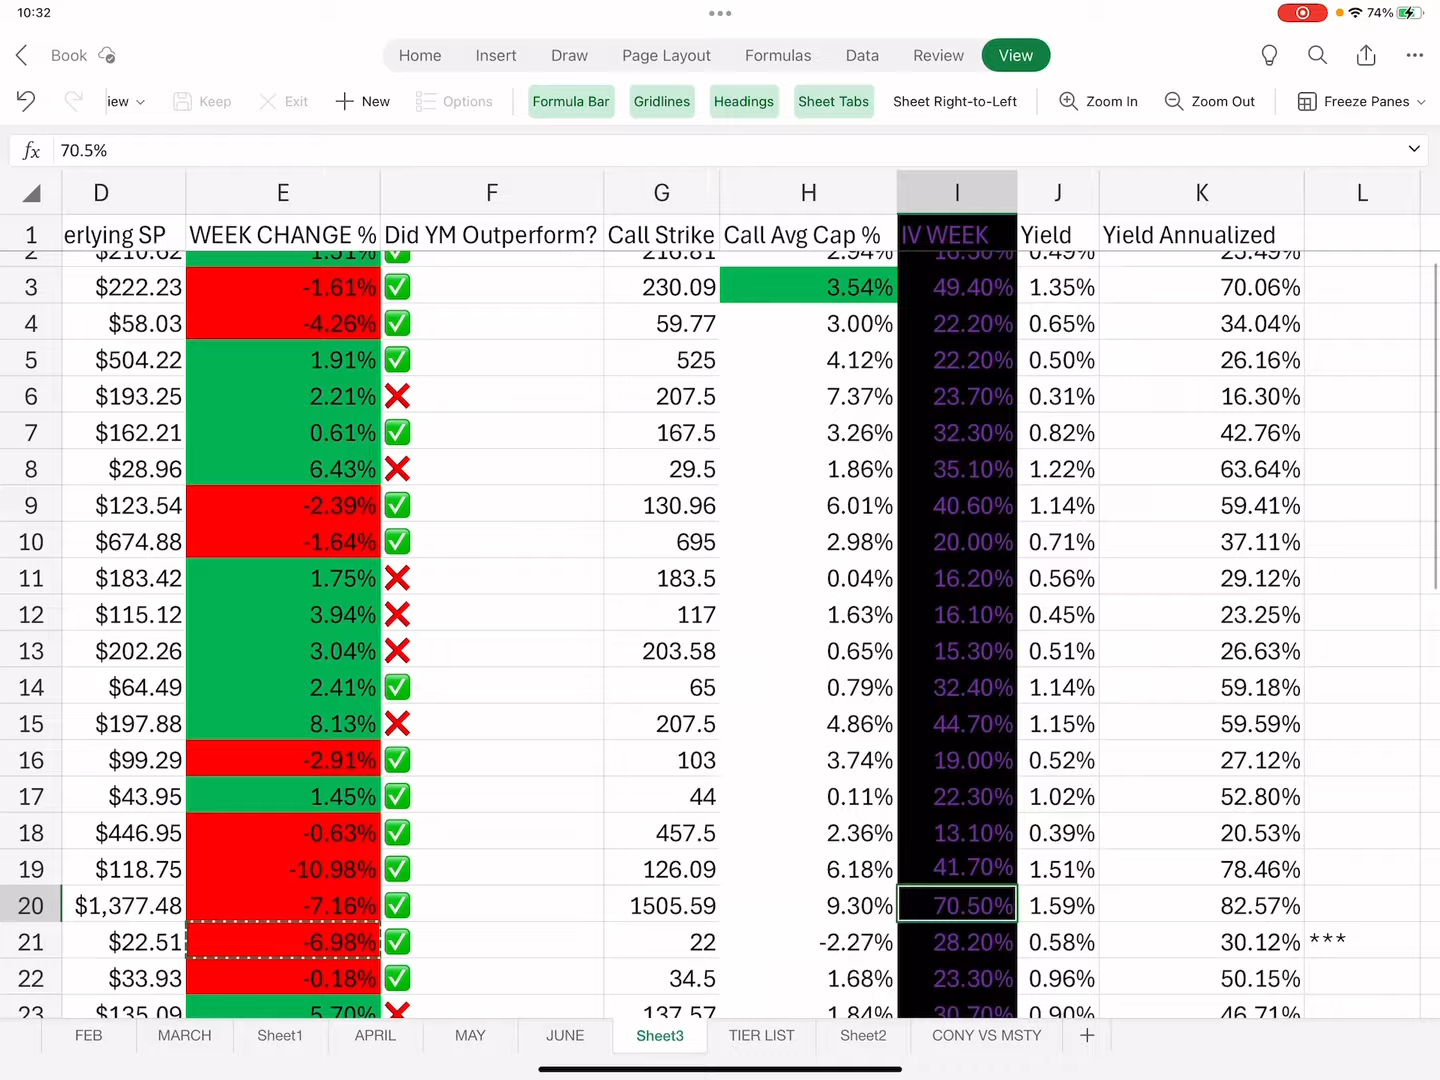 10:32
74%
Book
Home Insert Draw Page Layout Formulas Data Review View
iew Keep Exit New Options Formula Bar Gridlines Headings Sheet Tabs Sheet Right-to-Left Zoom In Zoom Out Freeze Panes
fx 70.5%
D E F G H I J K L
1 erlying SP WEEK CHANGE % Did YM Outperform? Call Strike Call Avg Cap % IV WEEK Yield Yield Annualized
2 $210.62 1.51% ✅ 216.81 2.94% 16.50% 0.49% 25.49%
3 $222.23 -1.61% ✅ 230.09 3.54% 49.40% 1.35% 70.06%
4 $58.03 -4.26% ✅ 59.77 3.00% 22.20% 0.65% 34.04%
5 $504.22 1.91% ✅ 525 4.12% 22.20% 0.50% 26.16%
6 $193.25 2.21% ❌ 207.5 7.37% 23.70% 0.31% 16.30%
7 $162.21 0.61% ✅ 167.5 3.26% 32.30% 0.82% 42.76%
8 $28.96 6.43% ❌ 29.5 1.86% 35.10% 1.22% 63.64%
9 $123.54 -2.39% ✅ 130.96 6.01% 40.60% 1.14% 59.41%
10 $674.88 -1.64% ✅ 695 2.98% 20.00% 0.71% 37.11%
11 $183.42 1.75% ❌ 183.5 0.04% 16.20% 0.56% 29.12%
12 $115.12 3.94% ❌ 117 1.63% 16.10% 0.45% 23.25%
13 $202.26 3.04% ❌ 203.58 0.65% 15.30% 0.51% 26.63%
14 $64.49 2.41% ✅ 65 0.79% 32.40% 1.14% 59.18%
15 $197.88 8.13% ❌ 207.5 4.86% 44.70% 1.15% 59.59%
16 $99.29 -2.91% ✅ 103 3.74% 19.00% 0.52% 27.12%
17 $43.95 1.45% ✅ 44 0.11% 22.30% 1.02% 52.80%
18 $446.95 -0.63% ✅ 457.5 2.36% 13.10% 0.39% 20.53%
19 $118.75 -10.98% ✅ 126.09 6.18% 41.70% 1.51% 78.46%
20 $1,377.48 -7.16% ✅ 1505.59 9.30% 70.50% 1.59% 82.57%
21 $22.51 -6.98% ✅ 22 -2.27% 28.20% 0.58% 30.12% ***
22 $33.93 -0.18% ✅ 34.5 1.68% 23.30% 0.96% 50.15%
23 $135.09 5.70% ❌ 137.57 1.84% 30.70% 0.90% 46.71%
FEB MARCH Sheet1 APRIL MAY JUNE Sheet3 TIER LIST Sheet2 CONY VS MSTY +